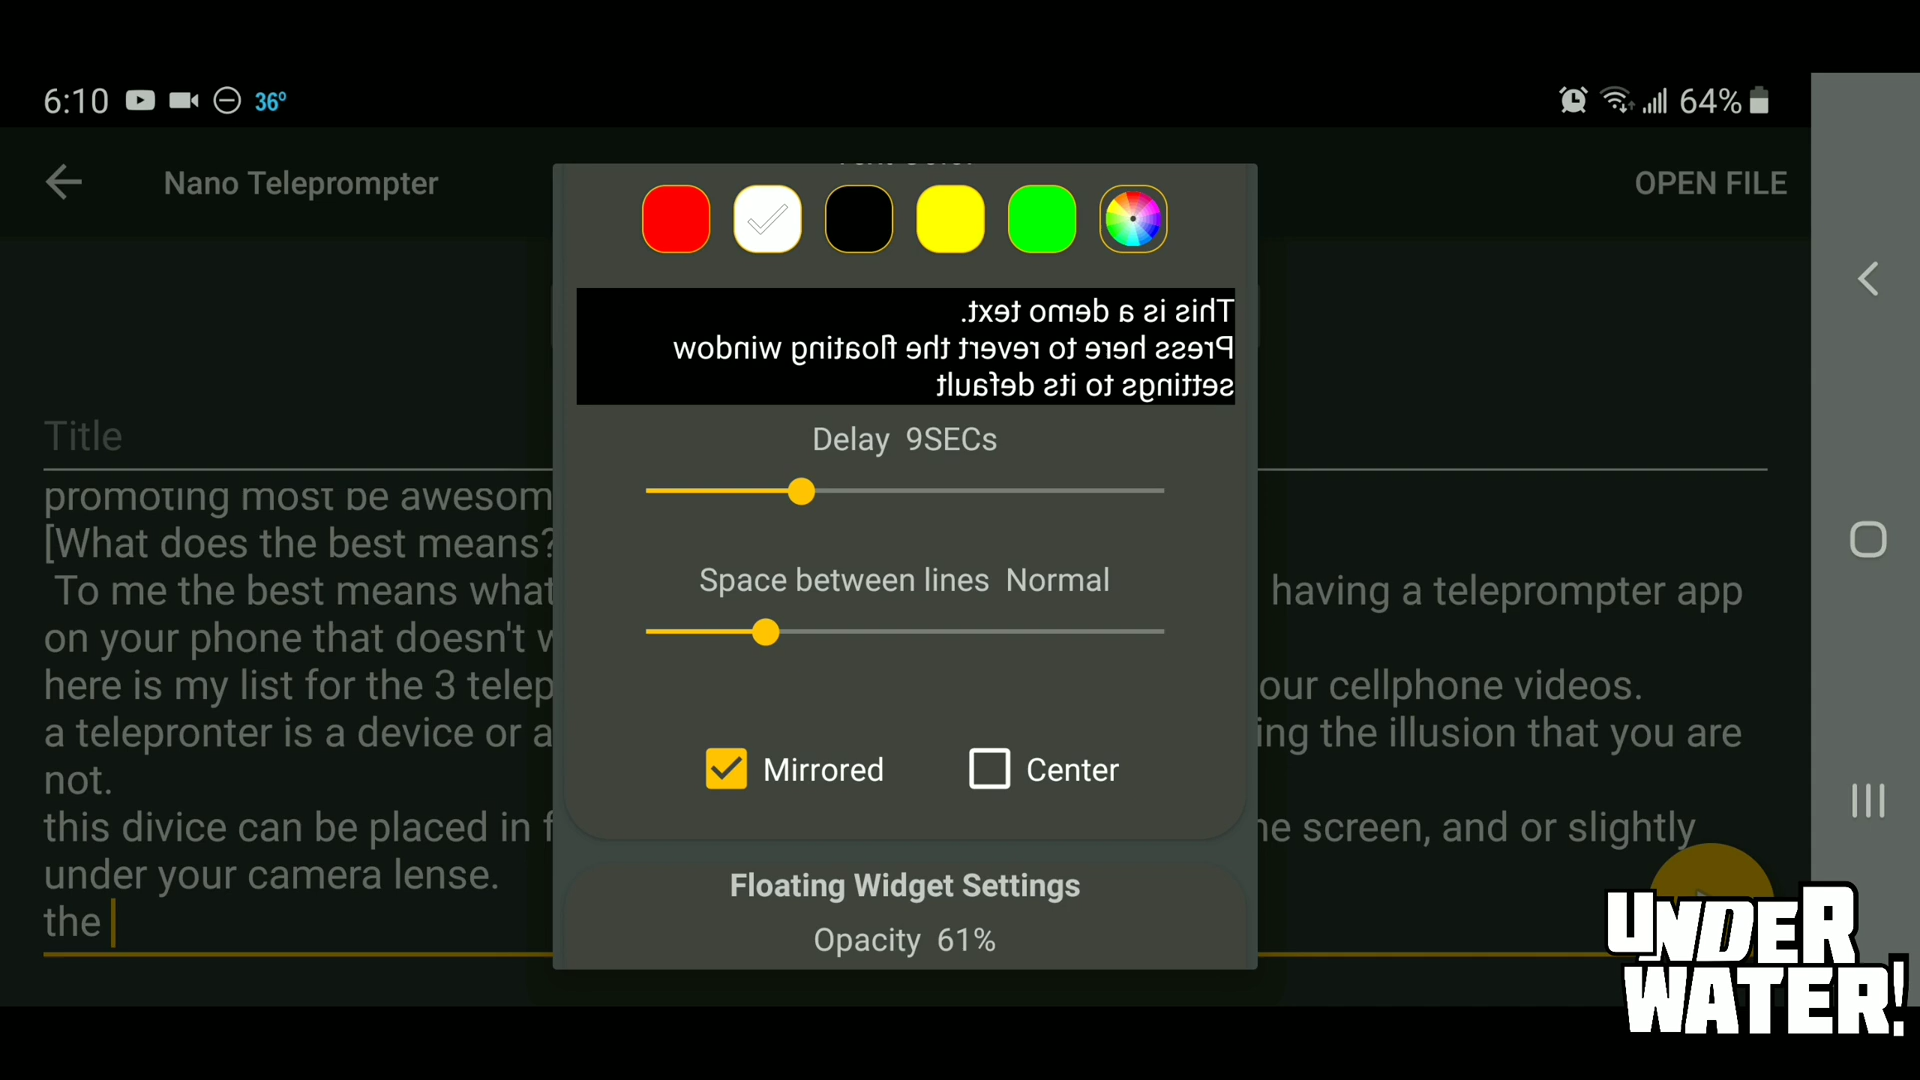 6:10 36° 64%
Nano Teleprompter
OPEN FILE
This is a demo text.
Press here to revert the floating window
settings to its default
Delay 9SECs
Space between lines Normal
Mirrored
Center
Floating Widget Settings
Opacity 61%
Title
promoting most be awesom
[What does the best means?
To me the best means what having a teleprompter app
on your phone that doesn't w
here is my list for the 3 telep our cellphone videos.
a telepronter is a device or a ing the illusion that you are
not.
this divice can be placed in f he screen, and or slightly
under your camera lense.
the
UNDER
WATER!